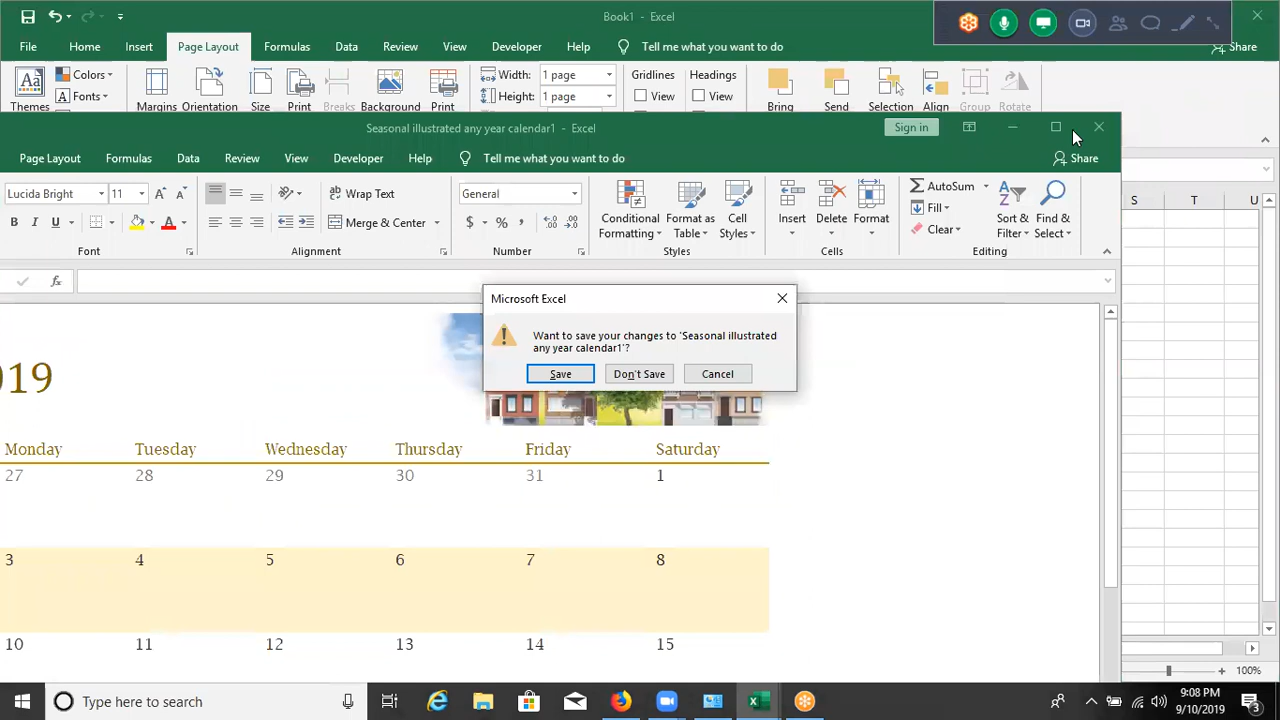 Book1 - Excel
File Home Insert Page Layout Formulas Data Review View Developer Help Tell me what you want to do Share
Themes Colors Fonts Margins Orientation Size Print Breaks Background Print Width: 1 page Height: 1 page Gridlines View Headings View Bring Send Selection Align Group Rotate
Seasonal illustrated any year calendar1 - Excel Sign in
Page Layout Formulas Data Review View Developer Help Tell me what you want to do Share
Lucida Bright 11 A A Wrap Text General Conditional Formatting Format as Table Cell Styles Insert Delete Format AutoSum Fill Clear Sort & Filter Find & Select
B I U A Merge & Center $ % ,
Font Alignment Number Styles Cells Editing
fx
S T U
Microsoft Excel
Want to save your changes to 'Seasonal illustrated
any year calendar1'?
Save Don't Save Cancel
019
Monday Tuesday Wednesday Thursday Friday Saturday
27 28 29 30 31 1
3 4 5 6 7 8
10 11 12 13 14 15
100%
Type here to search
9:08 PM
9/10/2019
3